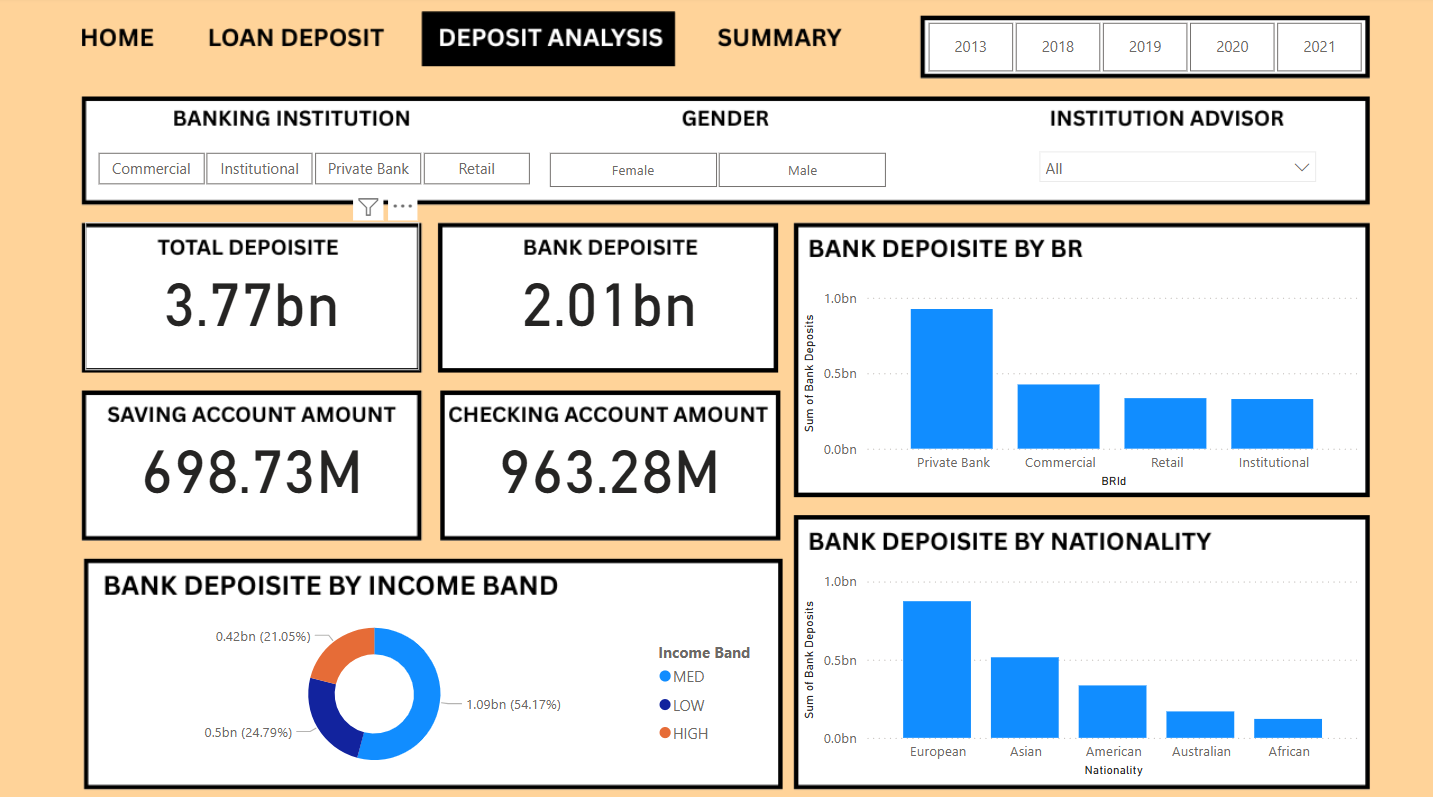 HOME LOAN DEPOSIT DEPOSIT ANALYSIS SUMMARY
2013 2018 2019 2020 2021
BANKING INSTITUTION
Commercial Institutional Private Bank Retail
GENDER
Female Male
INSTITUTION ADVISOR
All
TOTAL DEPOISITE
3.77bn
BANK DEPOISITE
2.01bn
SAVING ACCOUNT AMOUNT
698.73M
CHECKING ACCOUNT AMOUNT
963.28M
BANK DEPOISITE BY INCOME BAND
0.42bn (21.05%)
0.5bn (24.79%)
1.09bn (54.17%)
Income Band
MED
LOW
HIGH
BANK DEPOISITE BY BR
Sum of Bank Deposits
1.0bn
0.5bn
0.0bn
Private Bank Commercial Retail Institutional
BRId
BANK DEPOISITE BY NATIONALITY
Sum of Bank Deposits
1.0bn
0.5bn
0.0bn
European Asian American Australian African
Nationality